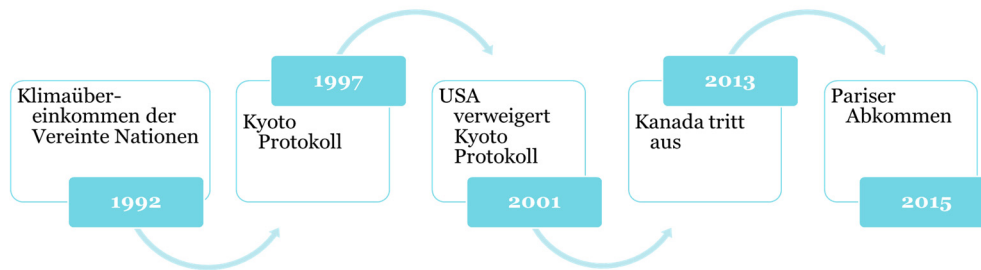 Klimaüber-
einkommen der
Vereinte Nationen
1992
1997
Kyoto
Protokoll
USA
verweigert
Kyoto
Protokoll
2001
2013
Kanada tritt
aus
Pariser
Abkommen
2015